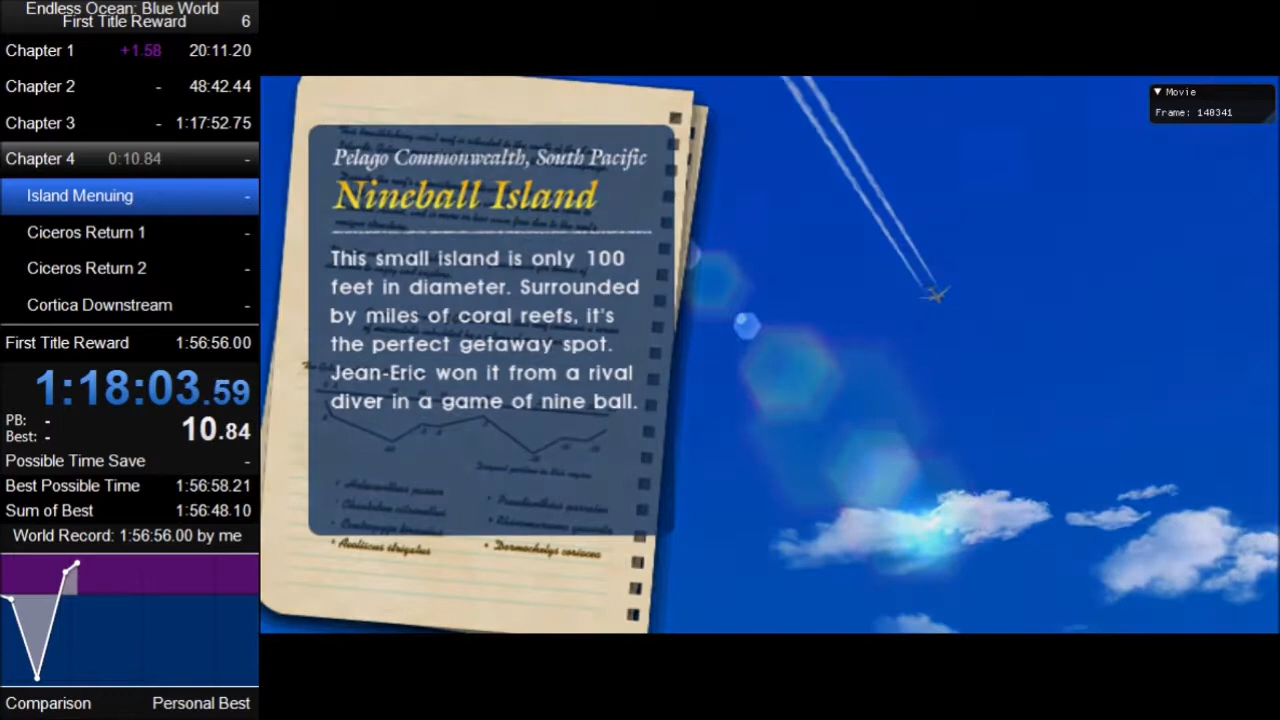 Endless Ocean: Blue World
First Title Reward 6
Chapter 1 +1.58 20:11.20
Chapter 2 - 48:42.44
Chapter 3 - 1:17:52.75
Chapter 4 0:10.84 -
Island Menuing -
Ciceros Return 1 -
Ciceros Return 2 -
Cortica Downstream -
First Title Reward 1:56:56.00
1:18:03.59
PB: -
Best: -
10.84
Possible Time Save -
Best Possible Time 1:56:58.21
Sum of Best 1:56:48.10
World Record: 1:56:56.00 by me
Comparison Personal Best
Pelago Commonwealth, South Pacific
Nineball Island
This small island is only 100
feet in diameter. Surrounded
by miles of coral reefs, it's
the perfect getaway spot.
Jean-Eric won it from a rival
diver in a game of nine ball.
▼ Movie
Frame: 140341